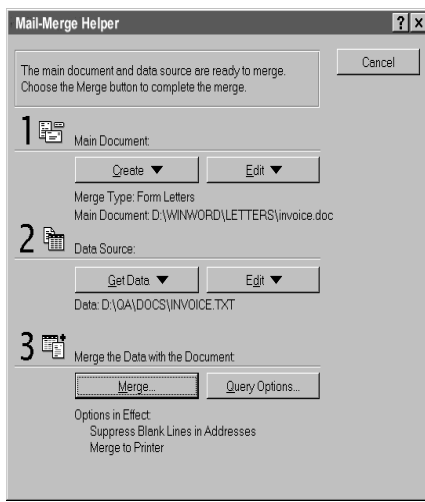 Mail-Merge Helper
The main document and data source are ready to merge.
Choose the Merge button to complete the merge.
Cancel
1
Main Document:
Create Edit
Merge Type: Form Letters
Main Document: D:\WINWORD\LETTERS\invoice.doc
2
Data Source:
Get Data Edit
Data: D:\QA\DOCS\INVOICE.TXT
3
Merge the Data with the Document:
Merge... Query Options...
Options in Effect:
Suppress Blank Lines in Addresses
Merge to Printer